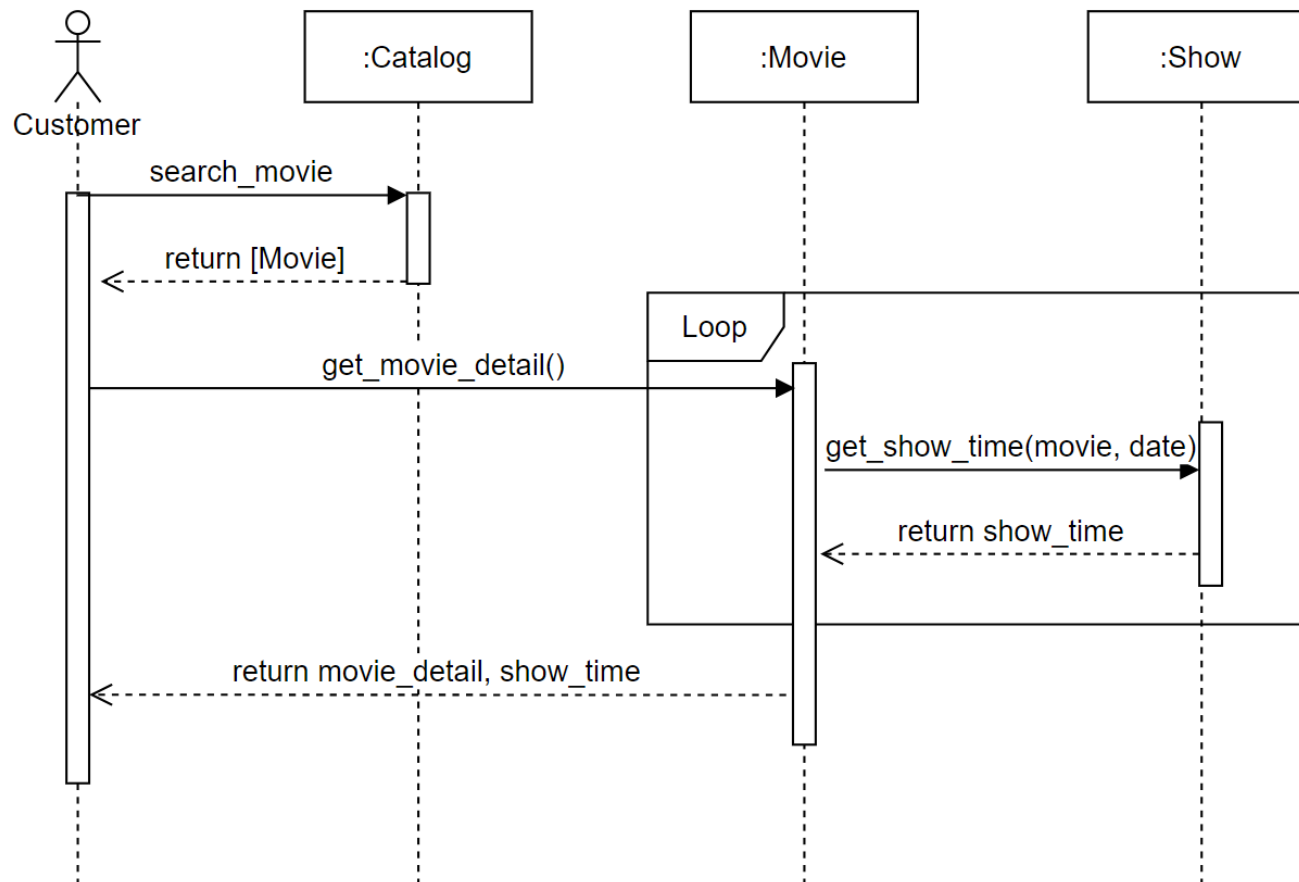 :Catalog
:Movie
:Show
Customer
search_movie
return [Movie]
Loop
get_movie_detail()
get_show_time(movie, date)
return show_time
return movie_detail, show_time